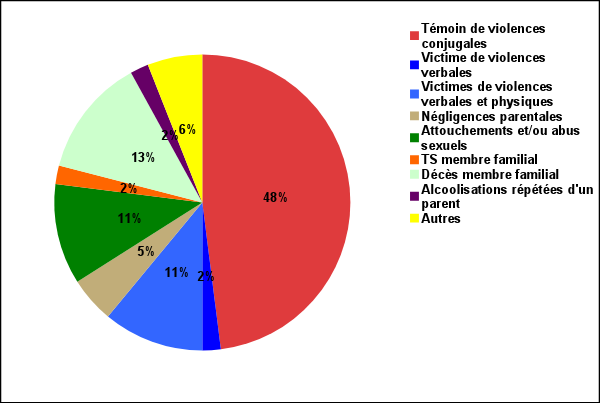 Témoin de violences
conjugales
Victime de violences
verbales
Victimes de violences
verbales et physiques
Négligences parentales
Attouchements et/ou abus
sexuels
TS membre familial
Décès membre familial
Alcoolisations répétées d'un
parent
Autres
48%
2%
11%
5%
11%
2%
13%
2%
6%